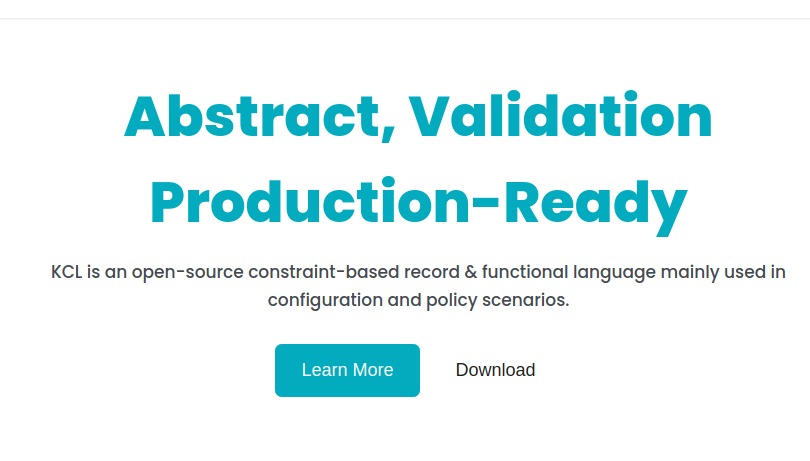 Abstract, Validation
Production-Ready
KCL is an open-source constraint-based record & functional language mainly used in
configuration and policy scenarios.
Learn More
Download